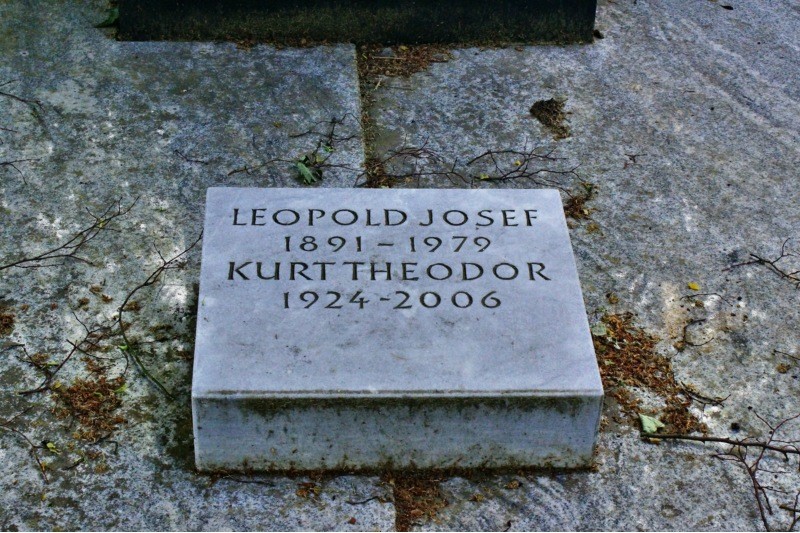 LEOPOLD JOSEF
1891 – 1979
KURT THEODOR
1924 - 2006